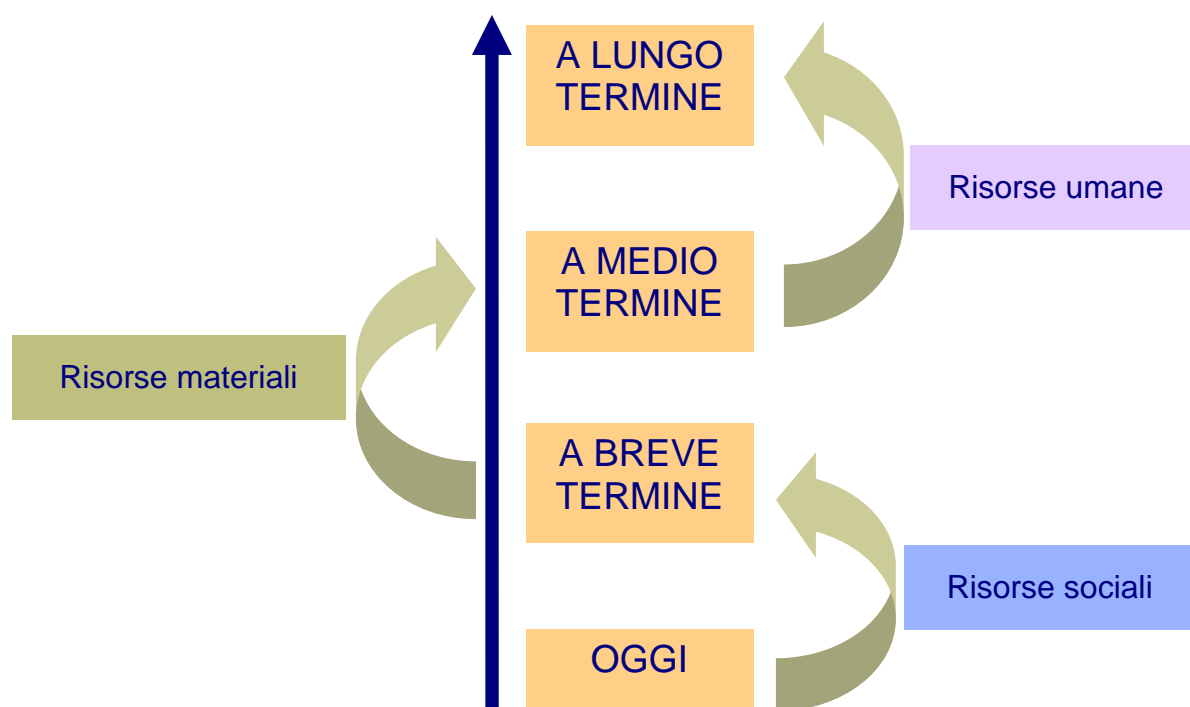 A LUNGO
TERMINE
Risorse umane
A MEDIO
TERMINE
Risorse materiali
A BREVE
TERMINE
Risorse sociali
OGGI